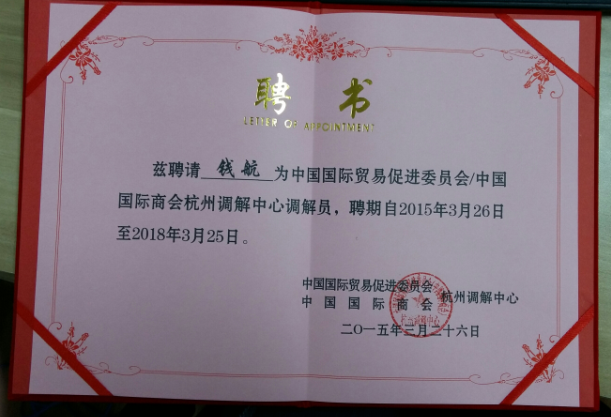 聘书
LETTER OF APPOINTMENT
兹聘请 钱航 为中国国际贸易促进委员会/中国
国际商会杭州调解中心调解员，聘期自2015年3月26日
至2018年3月25日。
中国国际贸易促进委员会
中国国际商会 杭州调解中心
二〇一五年三月二十六日